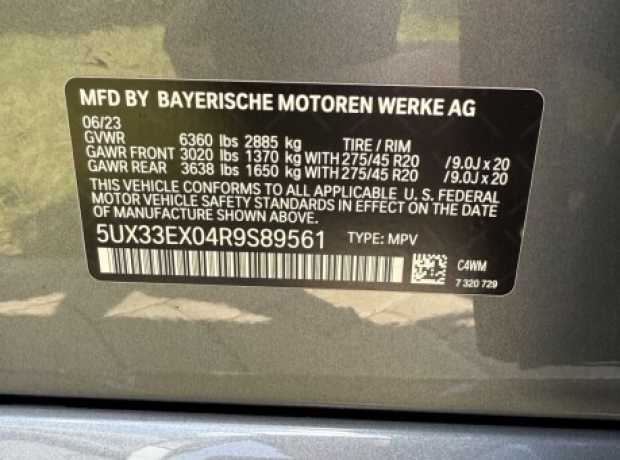 MFD BY BAYERISCHE MOTOREN WERKE AG
06/23
GVWR 6360 lbs 2885 kg TIRE / RIM
GAWR FRONT 3020 lbs 1370 kg WITH 275/45 R20 /9.0J x 20
GAWR REAR 3638 lbs 1650 kg WITH 275/45 R20 /9.0J x 20
THIS VEHICLE CONFORMS TO ALL APPLICABLE U. S. FEDERAL
MOTOR VEHICLE SAFETY STANDARDS IN EFFECT ON THE DATE
OF MANUFACTURE SHOWN ABOVE.
5UX33EX04R9S89561 TYPE: MPV
C4WM
7 320 729